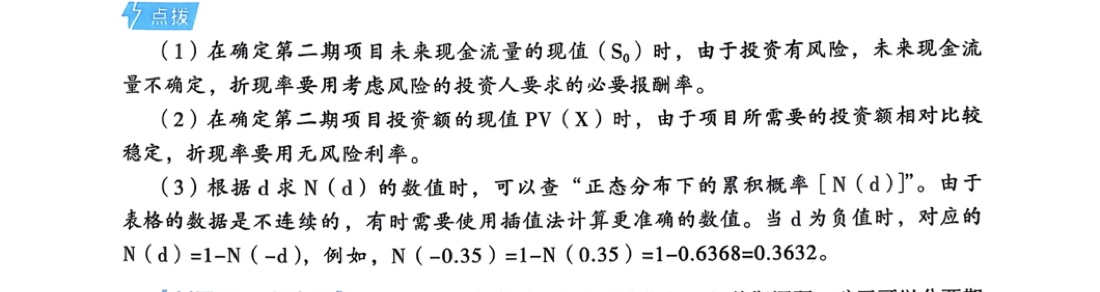 点拨
（1）在确定第二期项目未来现金流量的现值（S₀）时，由于投资有风险，未来现金流
量不确定，折现率要用考虑风险的投资人要求的必要报酬率。
（2）在确定第二期项目投资额的现值 PV（X）时，由于项目所需要的投资额相对比较
稳定，折现率要用无风险利率。
（3）根据 d 求 N（d）的数值时，可以查“正态分布下的累积概率［N（d）］”。由于
表格的数据是不连续的，有时需要使用插值法计算更准确的数值。当 d 为负值时，对应的
N（d）=1-N（-d），例如，N（-0.35）=1-N（0.35）=1-0.6368=0.3632。